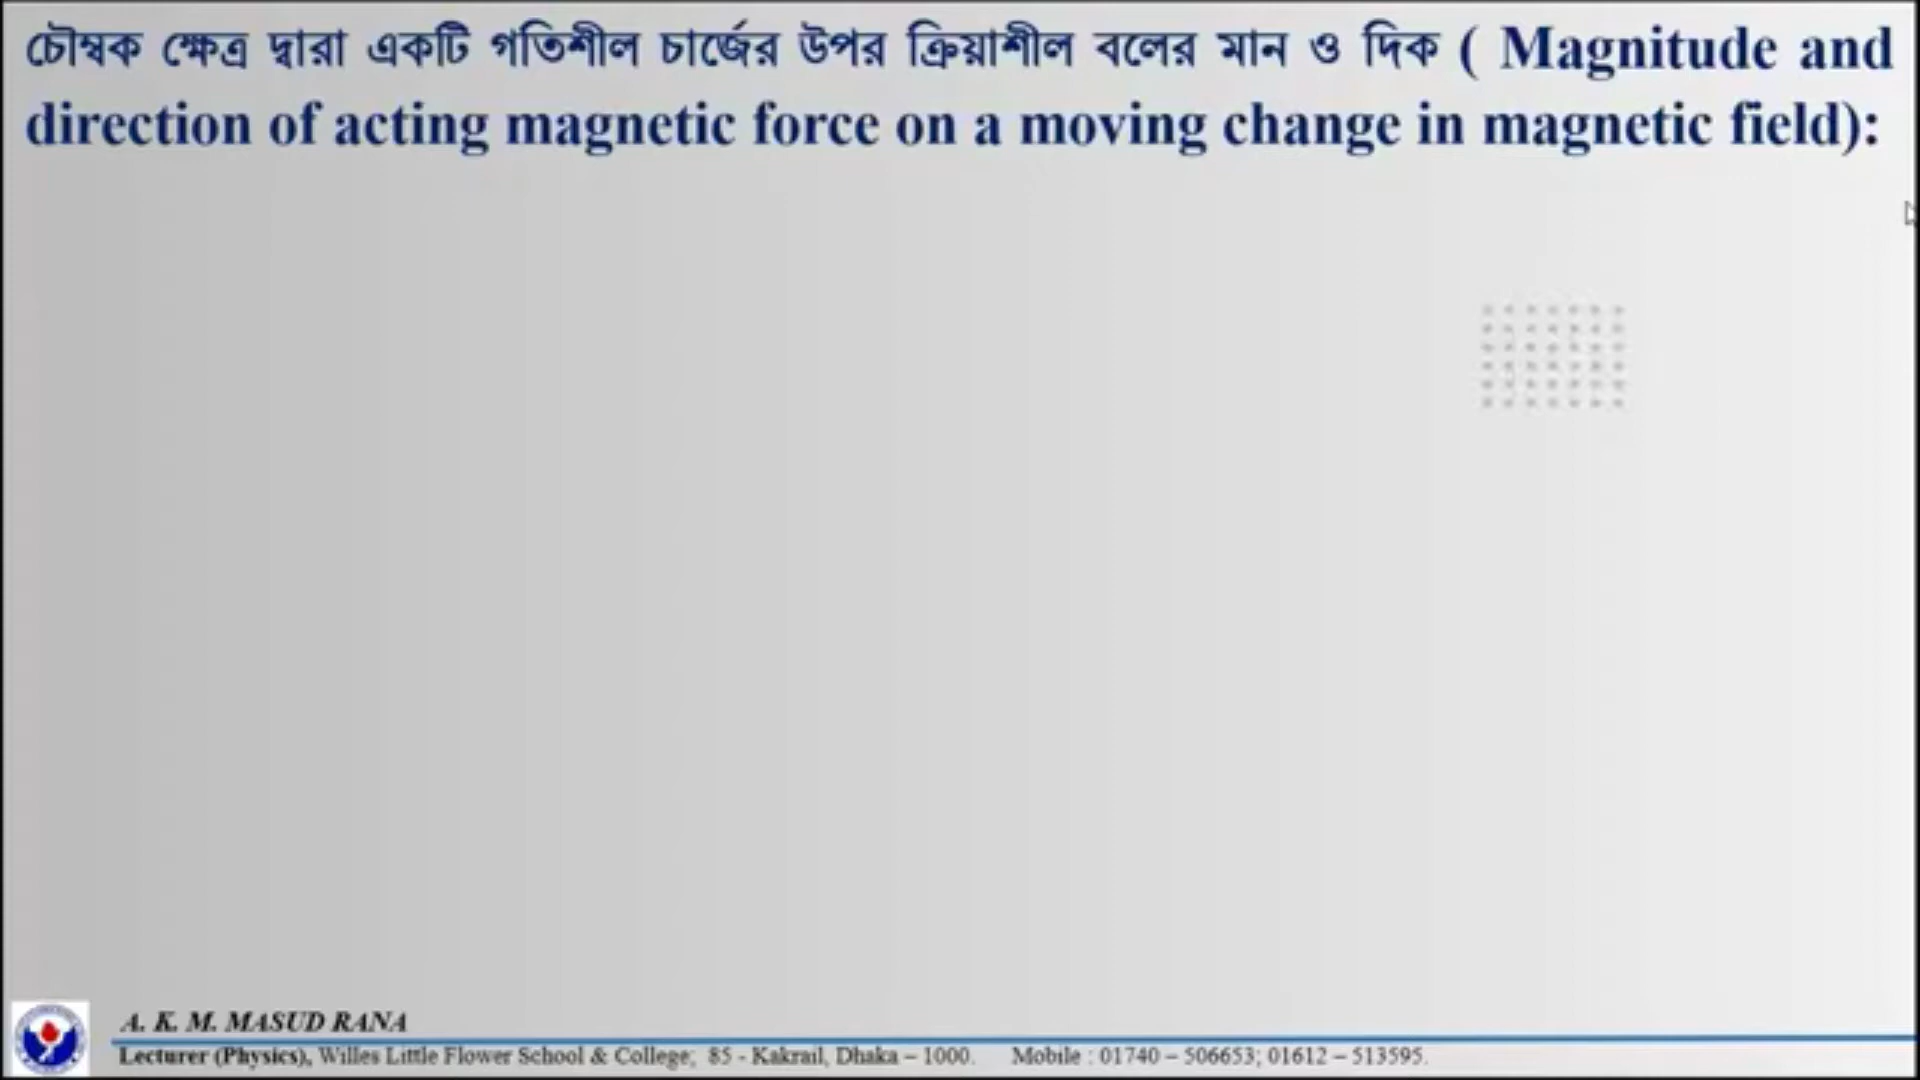 চৌম্বক ক্ষেত্র দ্বারা একটি গতিশীল চার্জের উপর ক্রিয়াশীল বলের মান ও দিক ( Magnitude and
direction of acting magnetic force on a moving change in magnetic field):
A. K. M. MASUD RANA
Lecturer (Physics), Willes Little Flower School & College; 85 - Kakrail, Dhaka – 1000. Mobile : 01740 – 506653; 01612 – 513595.